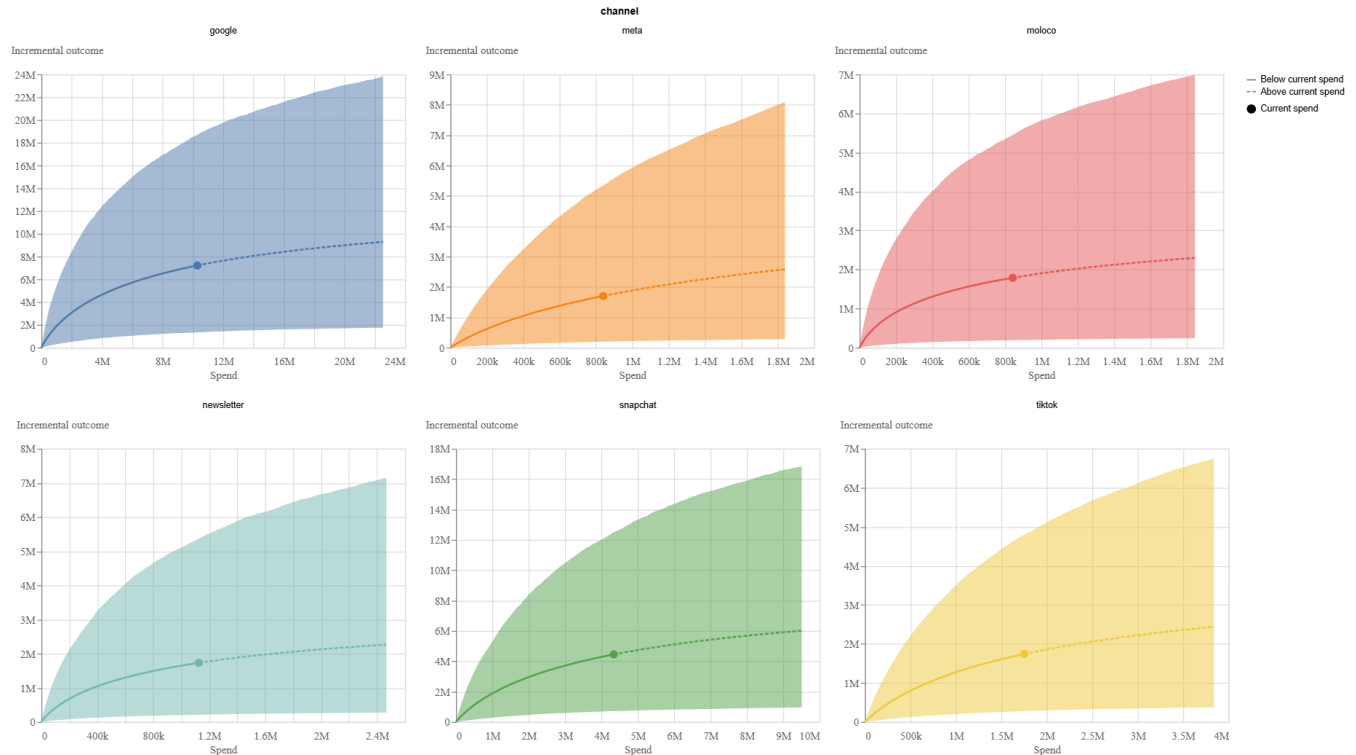 channel
google
meta
moloco
Incremental outcome
Incremental outcome
Incremental outcome
24M
22M
20M
18M
16M
14M
12M
10M
8M
6M
4M
2M
0
4M 8M 12M 16M 20M 24M
Spend
9M
8M
7M
6M
5M
4M
3M
2M
1M
0
0 200k 400k 600k 800k 1M 1.2M 1.4M 1.6M 1.8M 2M
Spend
7M
6M
5M
4M
3M
2M
1M
0
0 200k 400k 600k 800k 1M 1.2M 1.4M 1.6M 1.8M 2M
Spend
Below current spend
Above current spend
Current spend
newsletter
snapchat
tiktok
Incremental outcome
Incremental outcome
Incremental outcome
8M
7M
6M
5M
4M
3M
2M
1M
0
400k 800k 1.2M 1.6M 2M 2.4M
Spend
18M
16M
14M
12M
10M
8M
6M
4M
2M
0
0 1M 2M 3M 4M 5M 6M 7M 8M 9M 10M
Spend
7M
6M
5M
4M
3M
2M
1M
0
0 500k 1M 1.5M 2M 2.5M 3M 3.5M 4M
Spend